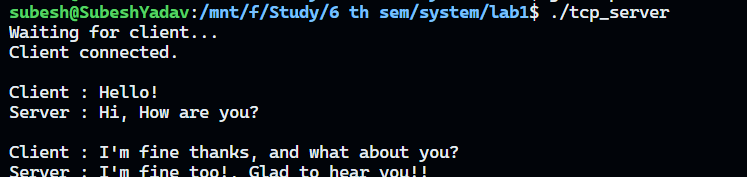 subesh@SubeshYadav:/mnt/f/Study/6 th sem/system/lab1$ ./tcp_server
Waiting for client...
Client connected.
Client : Hello!
Server : Hi, How are you?
Client : I'm fine thanks, and what about you?
Server : I'm fine too!, Glad to hear you!!